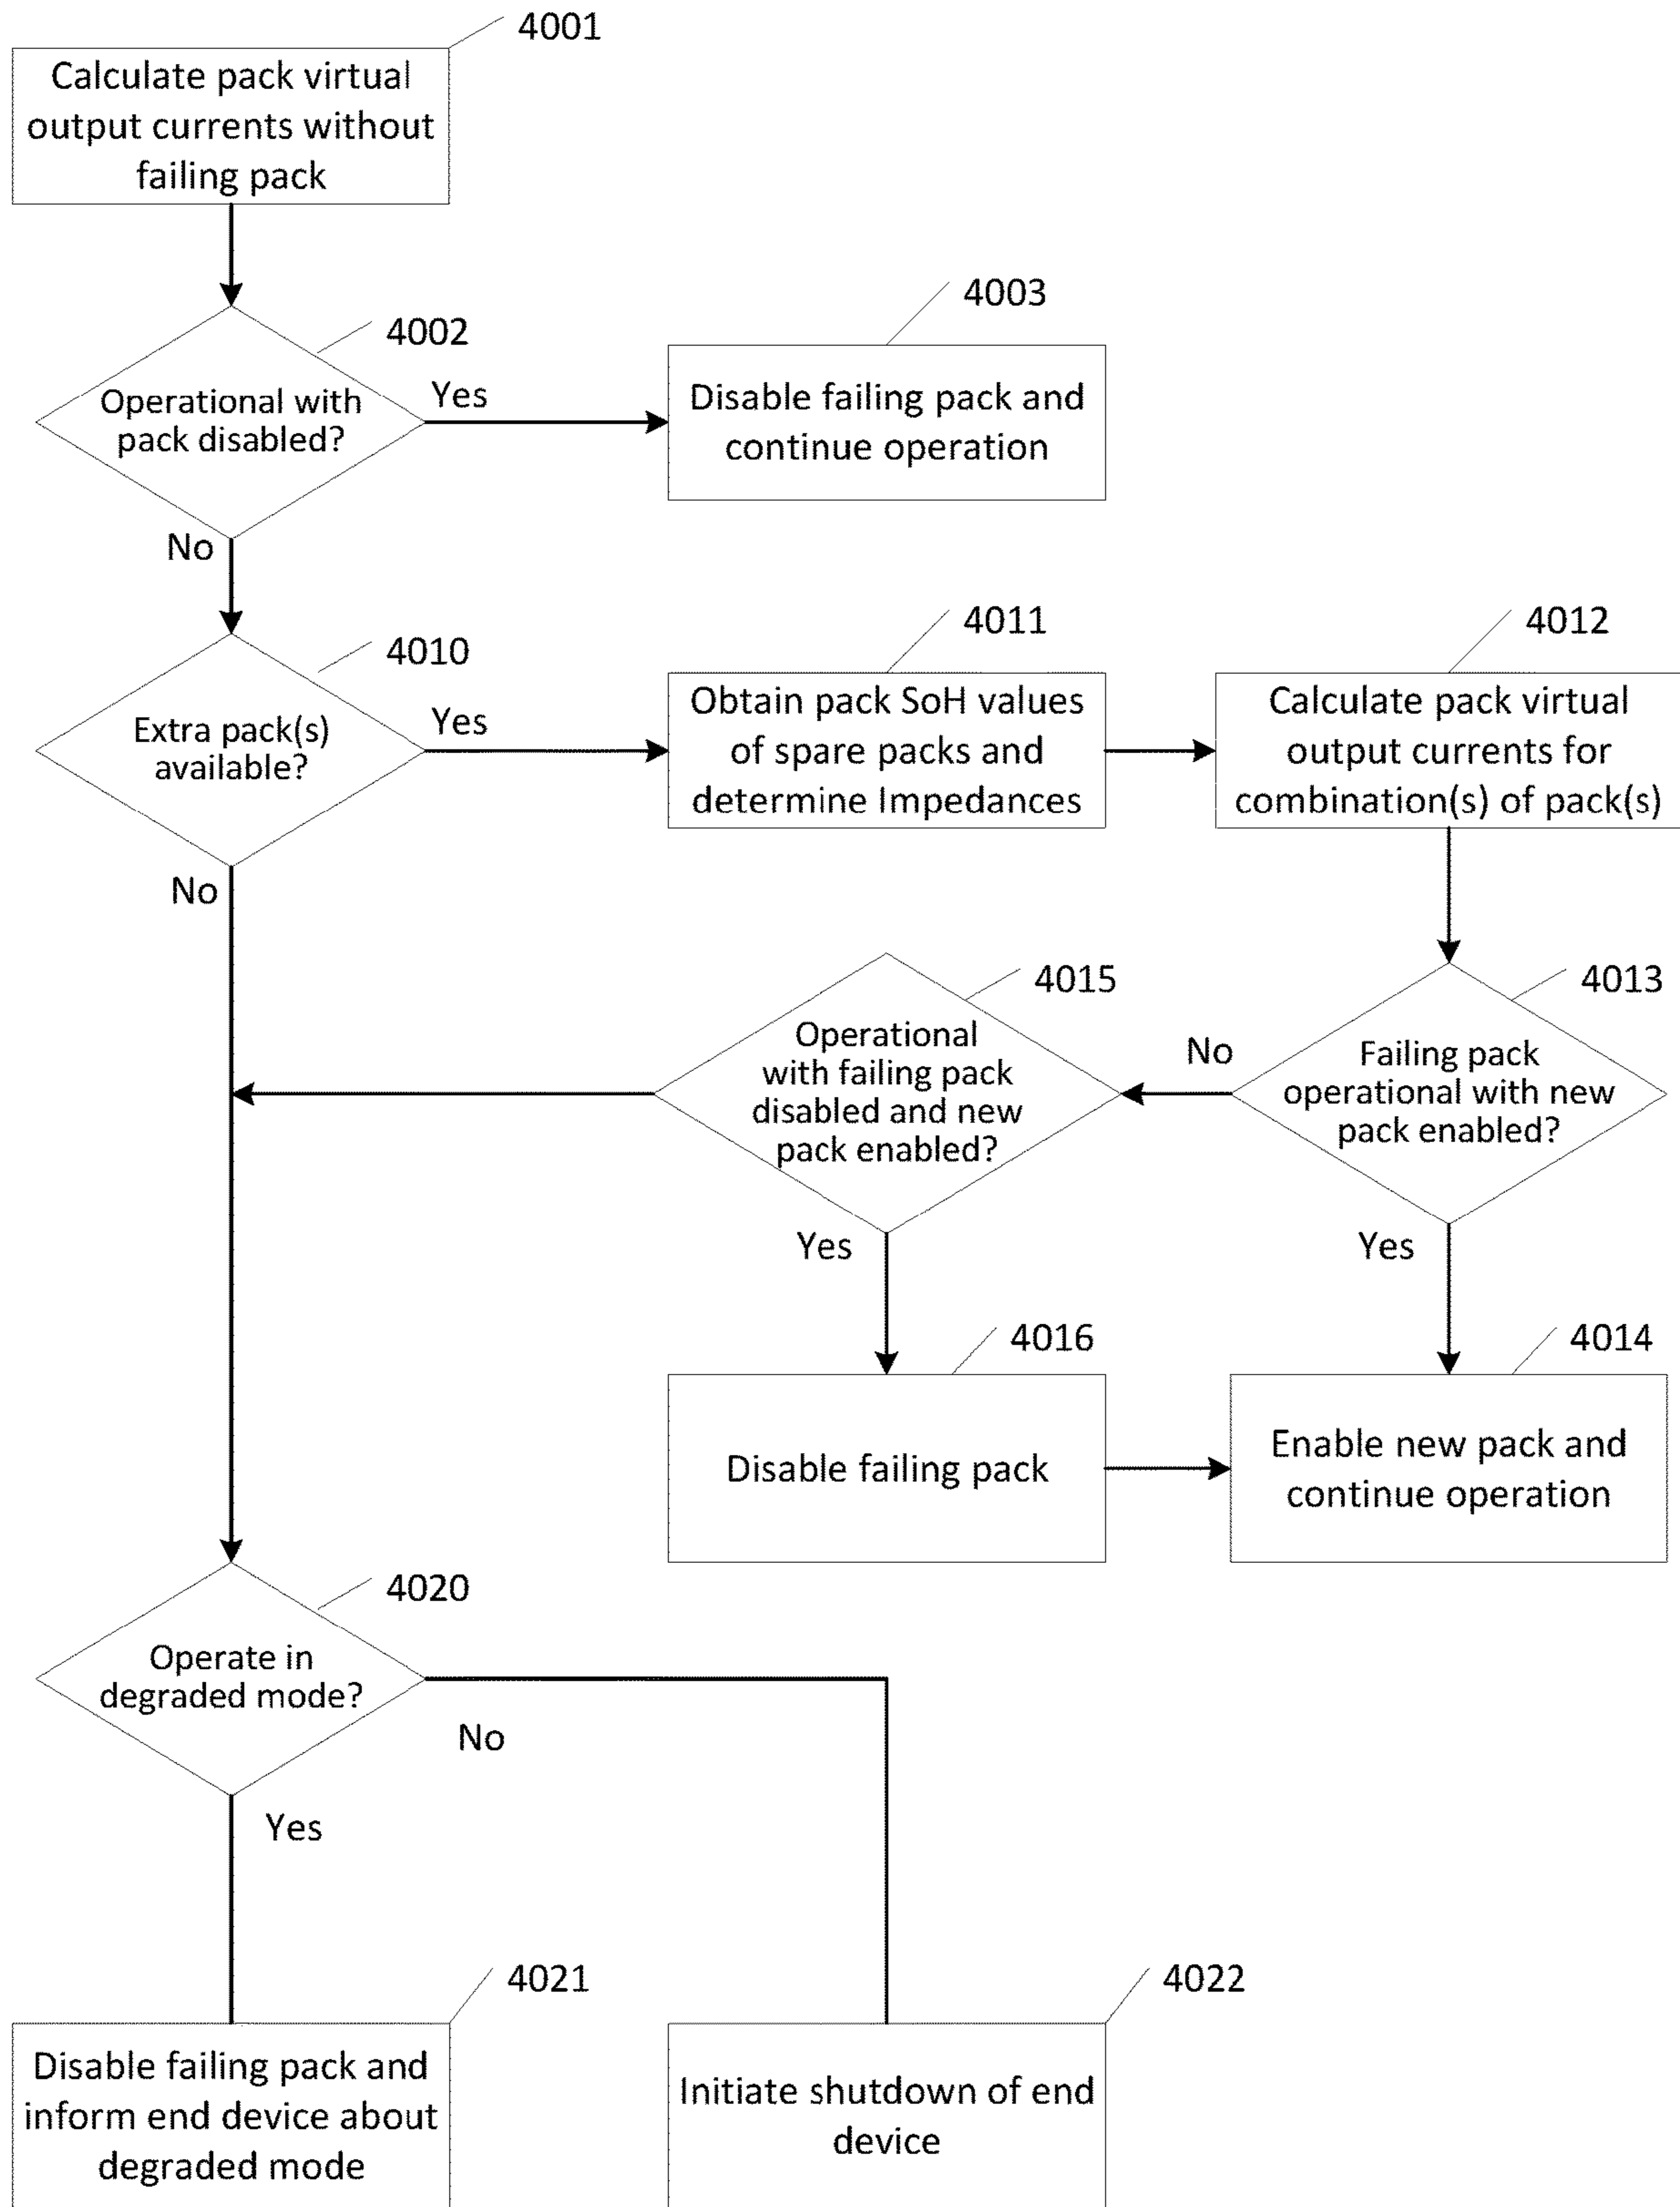 4001
Calculate pack virtual
output currents without
failing pack
4002
Operational with
pack disabled?
Yes
No
4003
Disable failing pack and
continue operation
4010
Extra pack(s)
available?
Yes
No
4011
Obtain pack SoH values
of spare packs and
determine Impedances
4012
Calculate pack virtual
output currents for
combination(s) of pack(s)
4013
Failing pack
operational with new
pack enabled?
No
Yes
4015
Operational
with failing pack
disabled and new
pack enabled?
Yes
4016
Disable failing pack
4014
Enable new pack and
continue operation
4020
Operate in
degraded mode?
No
Yes
4021
Disable failing pack and
inform end device about
degraded mode
4022
Initiate shutdown of end
device